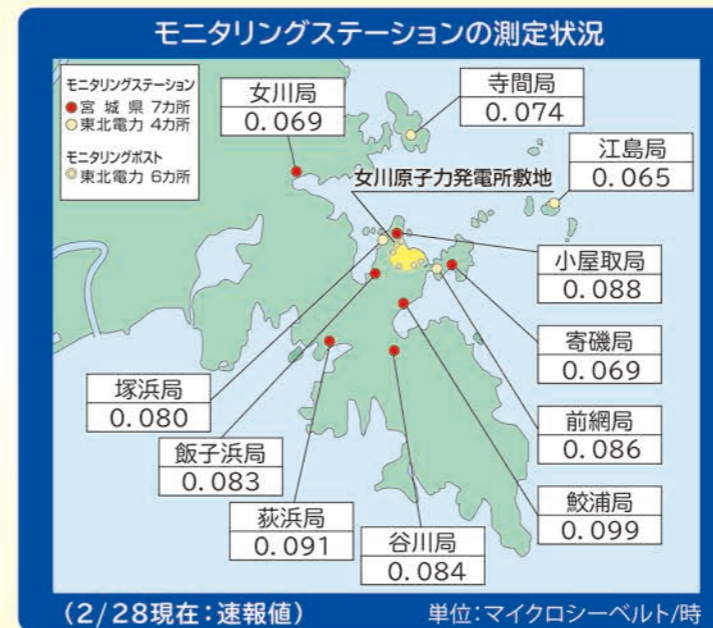 モニタリングステーションの測定状況
モニタリングステーション
宮城県 7カ所
東北電力 4カ所
モニタリングポスト
東北電力 6カ所
女川局
0.069
寺間局
0.074
江島局
0.065
女川原子力発電所敷地
小屋取局
0.088
寄磯局
0.069
前網局
0.086
鮫浦局
0.099
塚浜局
0.080
飯子浜局
0.083
荻浜局
0.091
谷川局
0.084
(2/28現在:速報値)
単位:マイクロシーベルト/時